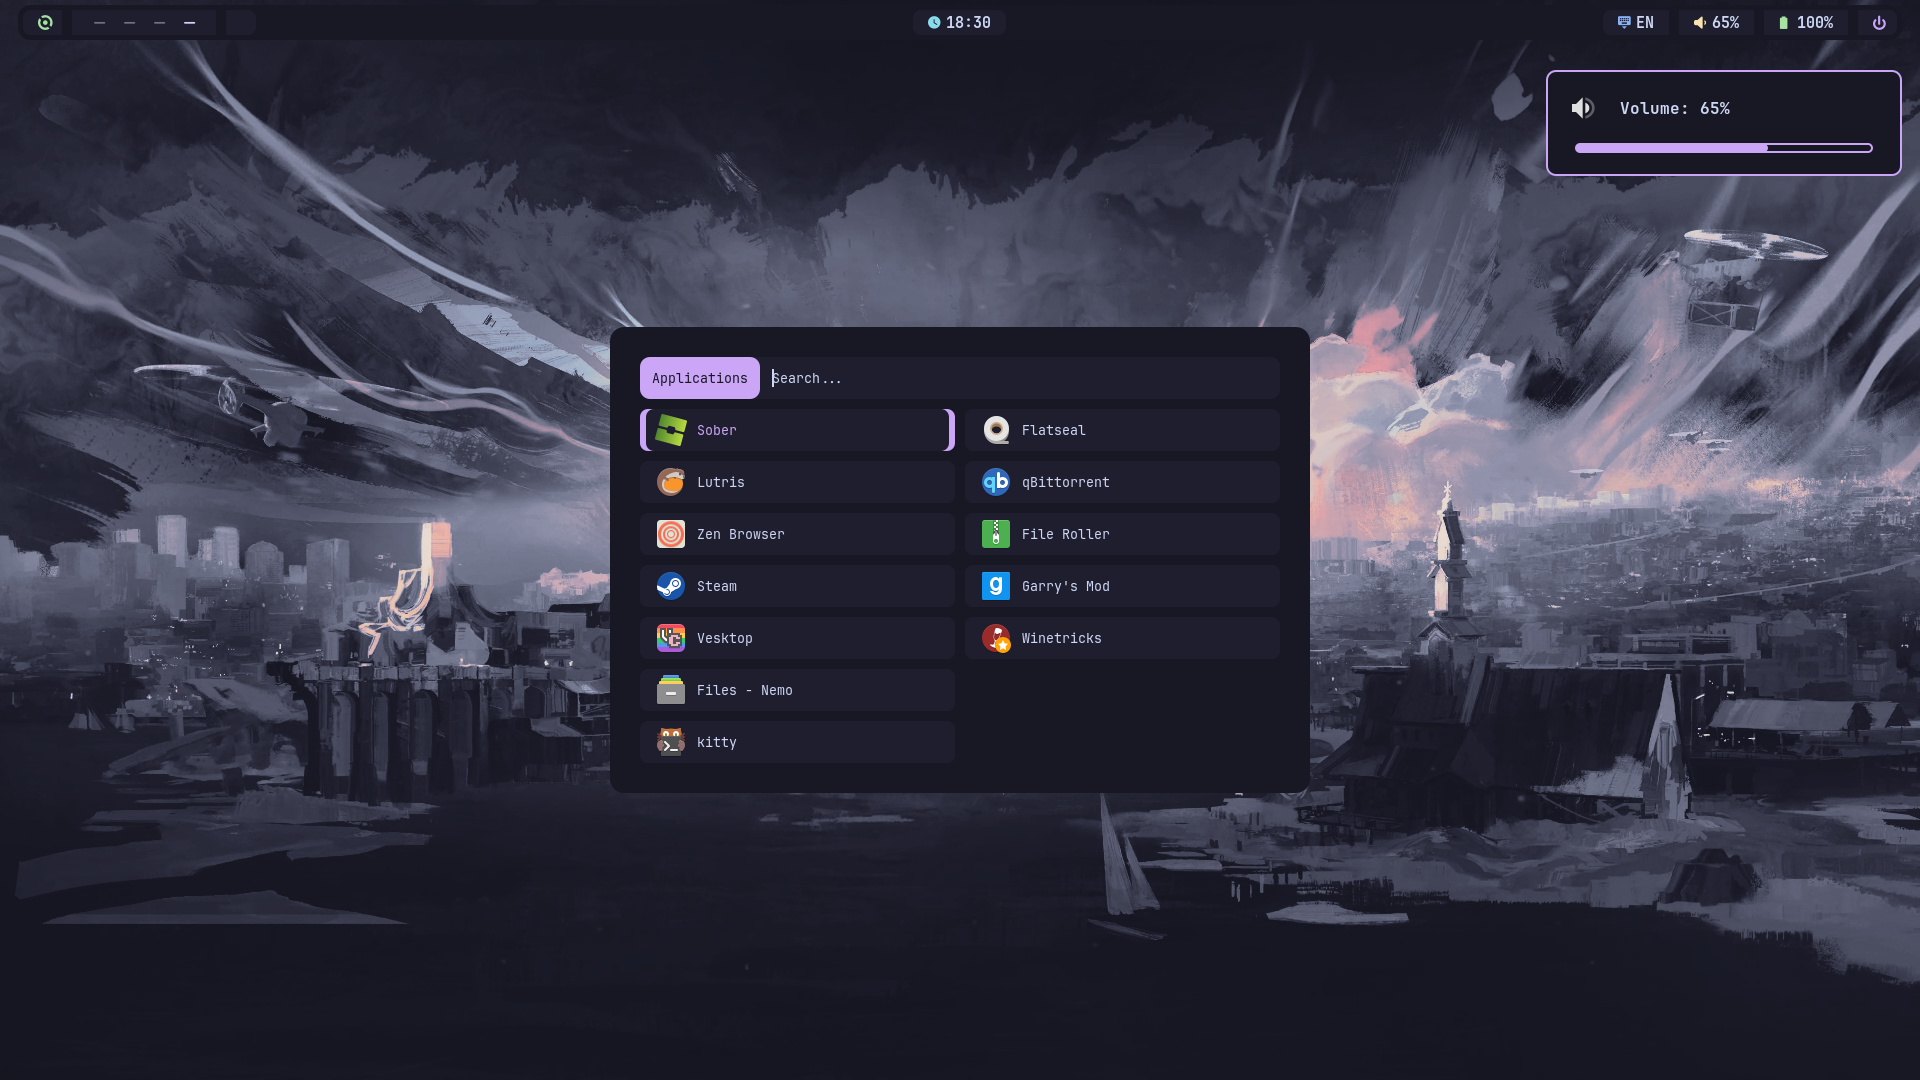 18:30
EN
65%
100%
Volume: 65%
Applications
Search...
Sober
Flatseal
Lutris
qBittorrent
Zen Browser
File Roller
Steam
Garry's Mod
Vesktop
Winetricks
Files - Nemo
kitty